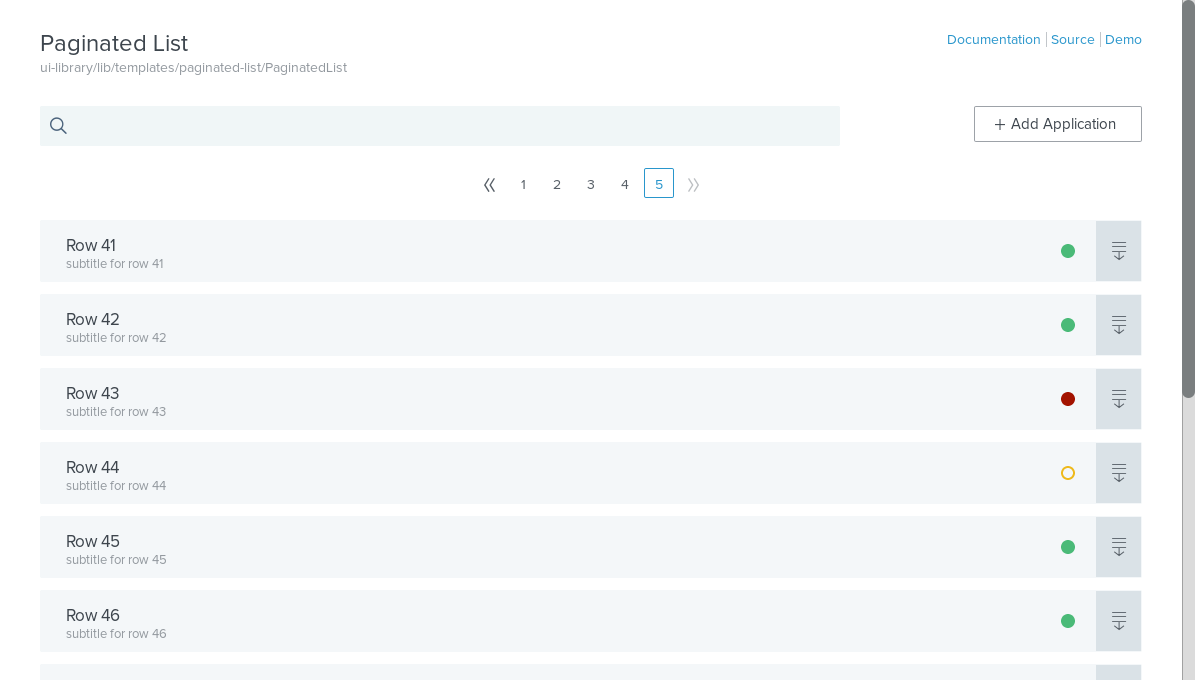 Paginated List
ui-library/lib/templates/paginated-list/PaginatedList
Documentation Source Demo
+ Add Application
1 2 3 4 5
Row 41
subtitle for row 41
Row 42
subtitle for row 42
Row 43
subtitle for row 43
Row 44
subtitle for row 44
Row 45
subtitle for row 45
Row 46
subtitle for row 46